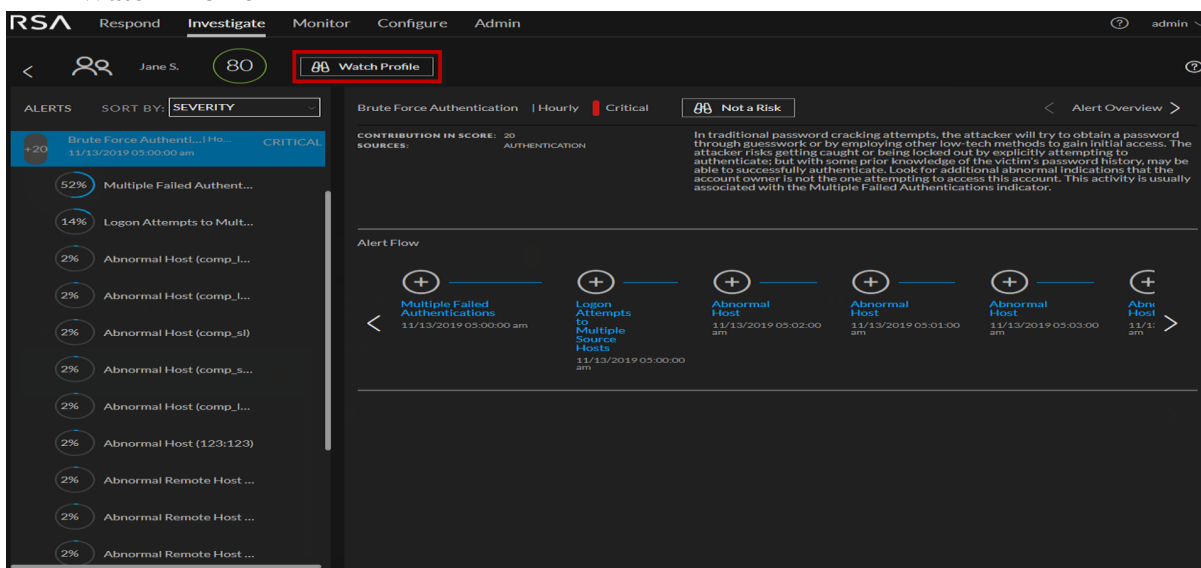 RSA Respond Investigate Monitor Configure Admin admin
Jane S. 80 Watch Profile
ALERTS SORT BY: SEVERITY
+20 Brute Force Authenti... | Ho... CRITICAL
11/13/2019 05:00:00 am
52% Multiple Failed Authent...
14% Logon Attempts to Mult...
2% Abnormal Host (comp_l...
2% Abnormal Host (comp_l...
2% Abnormal Host (comp_sl)
2% Abnormal Host (comp_s...
2% Abnormal Host (comp_l...
2% Abnormal Host (123:123)
2% Abnormal Remote Host ...
2% Abnormal Remote Host ...
2% Abnormal Remote Host ...
Brute Force Authentication | Hourly Critical Not a Risk < Alert Overview >
CONTRIBUTION IN SCORE: 20
SOURCES: AUTHENTICATION
In traditional password cracking attempts, the attacker will try to obtain a password
through guesswork or by employing other low-tech methods to gain initial access. The
attacker risks getting caught or being locked out by explicitly attempting to
authenticate; but with some prior knowledge of the victim's password history, may be
able to successfully authenticate. Look for additional abnormal indications that the
account owner is not the one attempting to access this account. This activity is usually
associated with the Multiple Failed Authentications indicator.
Alert Flow
Multiple Failed
Authentications
11/13/2019 05:00:00 am
Logon
Attempts
to
Multiple
Source
Hosts
11/13/2019 05:00:00
am
Abnormal
Host
11/13/2019 05:02:00
am
Abnormal
Host
11/13/2019 05:01:00
am
Abnormal
Host
11/13/2019 05:03:00
am
am